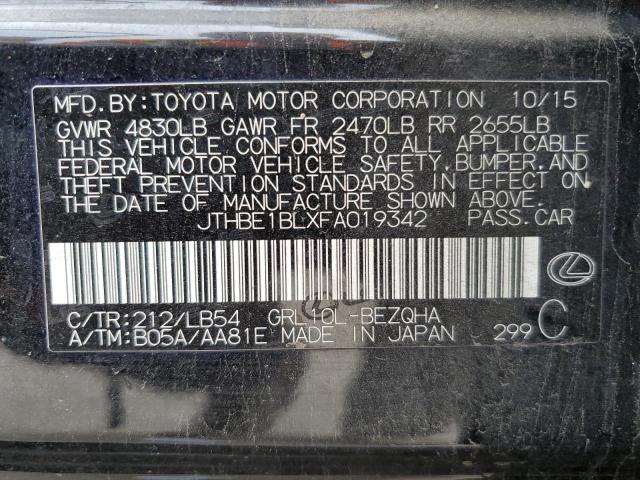 MFD.BY:TOYOTA MOTOR CORPORATION 10/15
GVWR 4830LB GAWR FR 2470LB RR 2655LB
THIS VEHICLE CONFORMS TO ALL APPLICABLE
FEDERAL MOTOR VEHICLE SAFETY, BUMPER, AND
THEFT PREVENTION STANDARDS IN EFFECT ON
THE DATE OF MANUFACTURE SHOWN ABOVE.
JTHBE1BLXFA019342 PASS.CAR
C/TR:212/LB54 GRL10L-BEZQHA
A/TM:B05A/AA81E MADE IN JAPAN 299 C